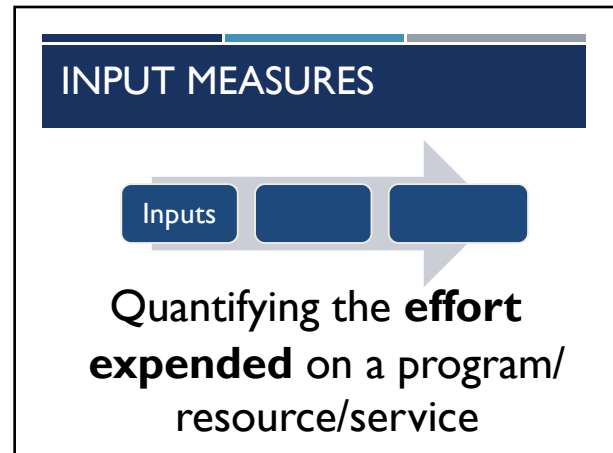 INPUT MEASURES
Inputs
Quantifying the effort
expended on a program/
resource/service